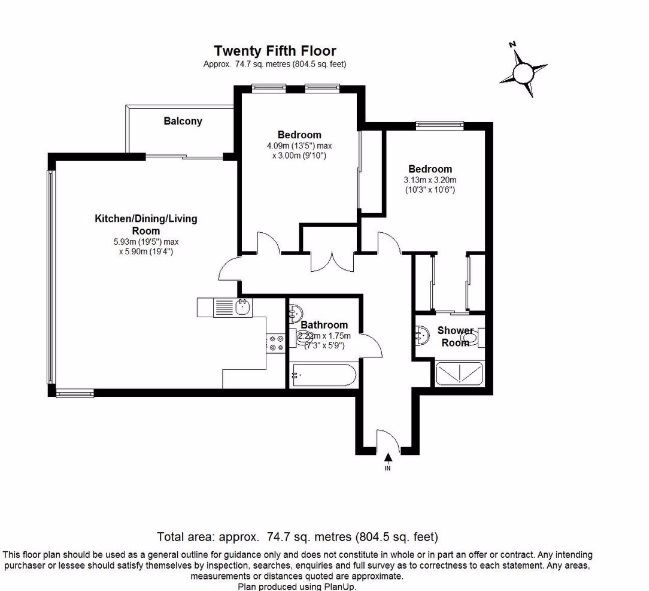 Twenty Fifth Floor
Approx. 74.7 sq. metres (804.5 sq. feet)
N
Balcony
Bedroom
4.09m (13'5") max
x 3.00m (9'10")
Bedroom
3.13m x 3.20m
(10'3" x 10'6")
Kitchen/Dining/Living
Room
5.93m (19'5") max
x 5.90m (19'4")
Bathroom
2.22m x 1.75m
(7'3" x 5'9")
Shower
Room
IN
Total area: approx. 74.7 sq. metres (804.5 sq. feet)
This floor plan should be used as a general outline for guidance only and does not constitute in whole or in part an offer or contract. Any intending
purchaser or lessee should satisfy themselves by inspection, searches, enquiries and full survey as to correctness to each statement. Any areas,
measurements or distances quoted are approximate.
Plan produced using PlanUp.